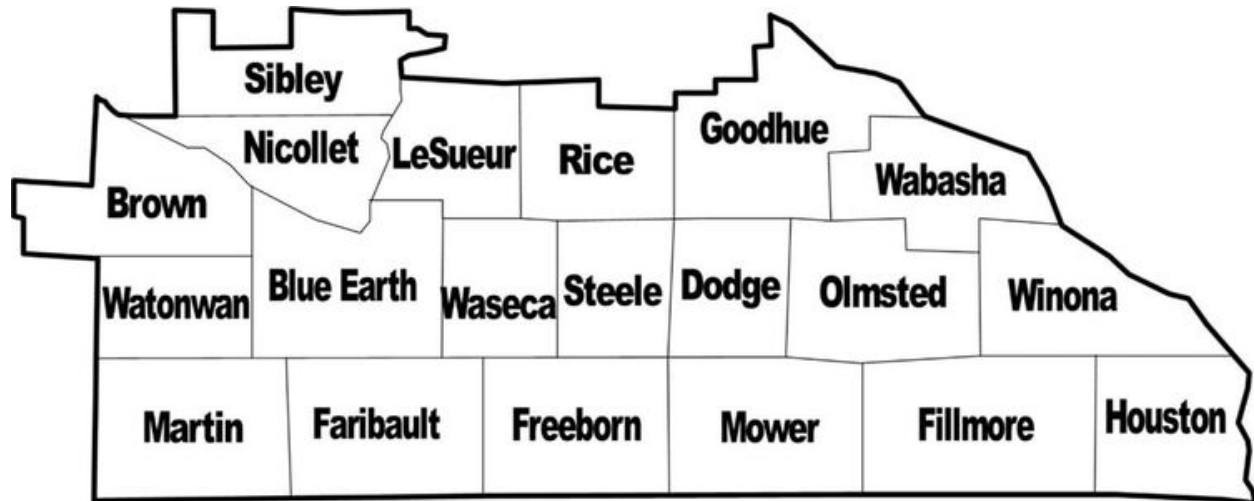 Sibley
Nicollet
LeSueur
Rice
Goodhue
Wabasha
Brown
Watonwan
Blue Earth
Waseca
Steele
Dodge
Olmsted
Winona
Martin
Faribault
Freeborn
Mower
Fillmore
Houston